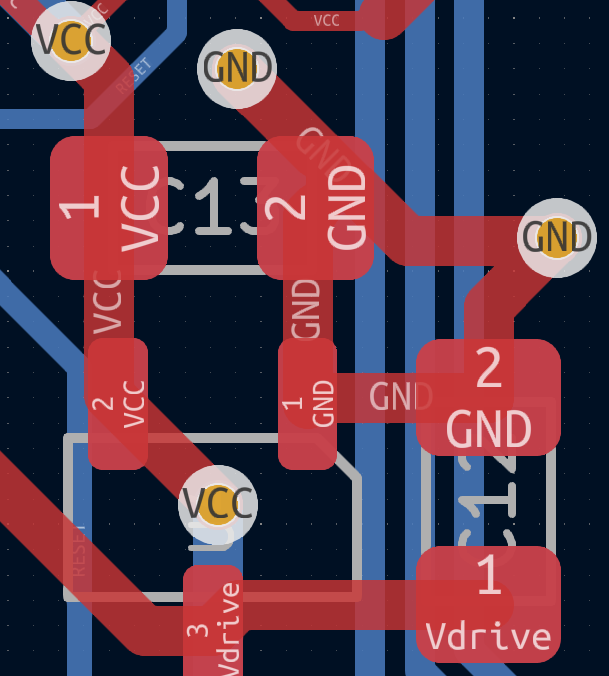 VCC
VCC
VCC
RESET
GND
GND
1
VCC
C13
2
GND
GND
VCC
GND
2
VCC
1
GND
GND
2
GND
C12
VCC
RESET
3
Vdrive
1
Vdrive